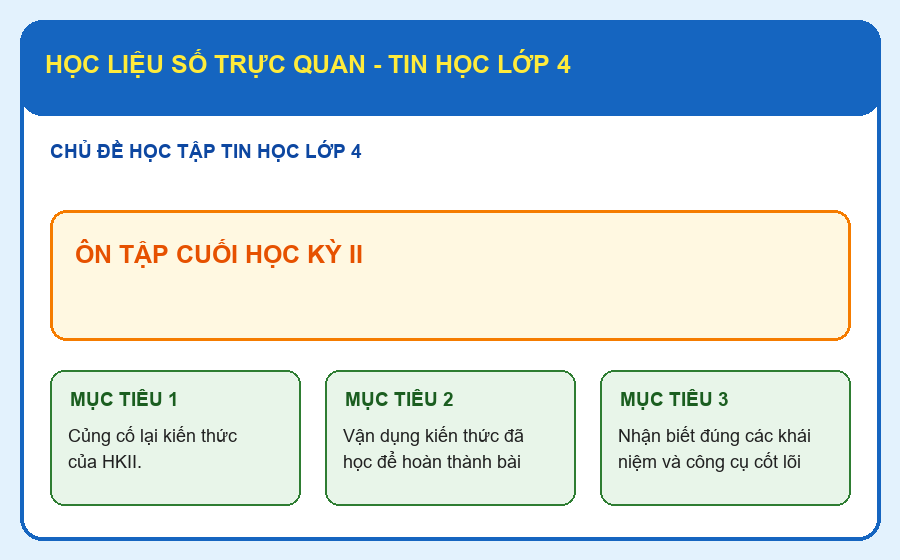 HỌC LIỆU SỐ TRỰC QUAN - TIN HỌC LỚP 4
CHỦ ĐỀ HỌC TẬP TIN HỌC LỚP 4
ÔN TẬP CUỐI HỌC KỲ II
MỤC TIÊU 1
Củng cố lại kiến thức
của HKII.
MỤC TIÊU 2
Vận dụng kiến thức đã
học để hoàn thành bài
MỤC TIÊU 3
Nhận biết đúng các khái
niệm và công cụ cốt lõi